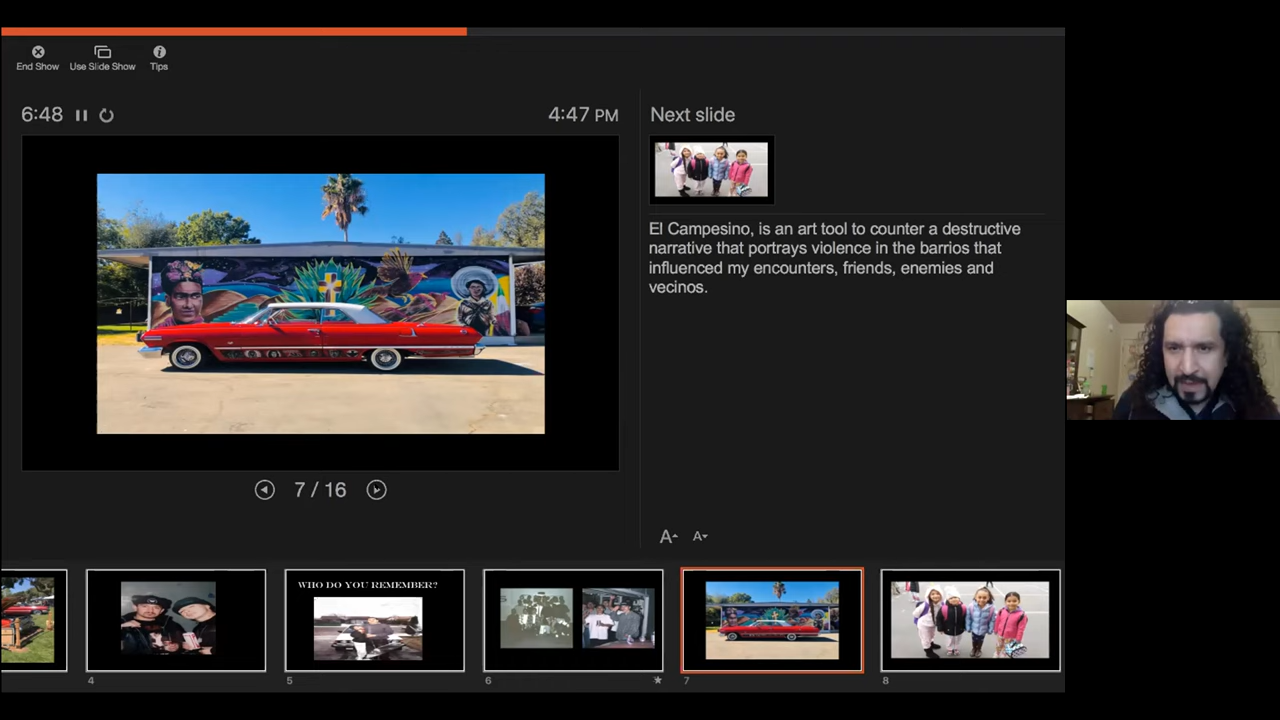 End Show
Use Slide Show
Tips
6:48
4:47 PM
Next slide
El Campesino, is an art tool to counter a destructive
narrative that portrays violence in the barrios that
influenced my encounters, friends, enemies and
vecinos.
7 / 16
A
A
WHO DO YOU REMEMBER?
4
5
6
7
8